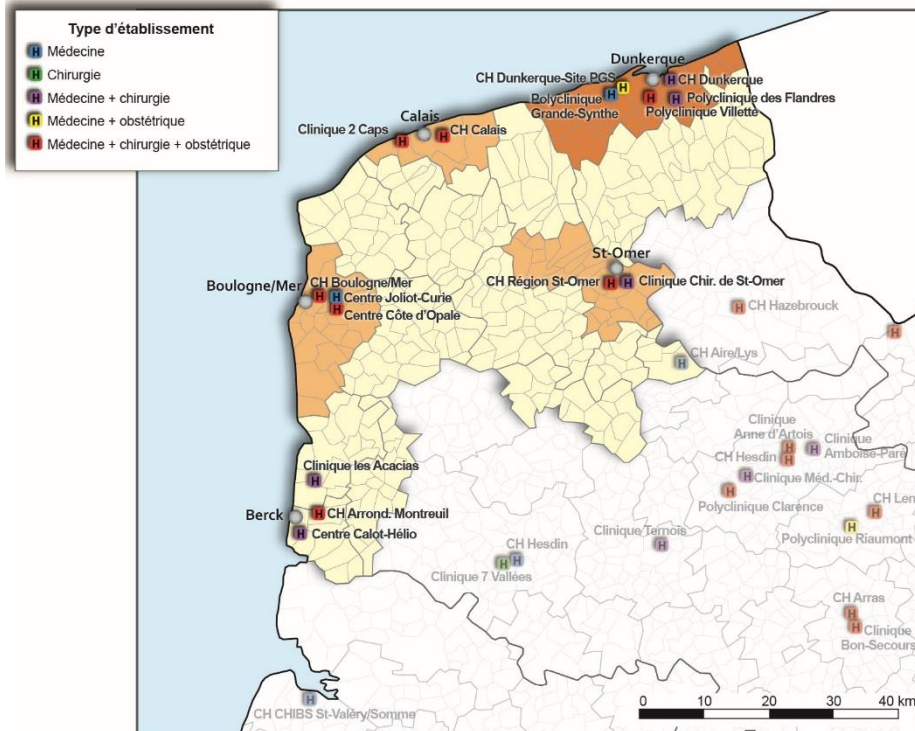 Type d'établissement
H Médecine
H Chirurgie
H Médecine + chirurgie
H Médecine + obstétrique
H Médecine + chirurgie + obstétrique
Dunkerque
CH Dunkerque-Site PGS
H
H
CH Dunkerque
H
Polyclinique
Grande-Synthe
H
H
Polyclinique des Flandres
Polyclinique Villette
Calais
Clinique 2 Caps
H
H
CH Calais
St-Omer
CH Région St-Omer
H
H
Clinique Chir. de St-Omer
Boulogne/Mer
CH Boulogne/Mer
H
H
Centre Joliot-Curie
H
Centre Côte d'Opale
H
CH Hazebrouck
H
CH Aire/Lys
H
Clinique
Anne d'Artois
H
H
Clinique
Amboise-Paré
CH Hesdin
H
H
Clinique Méd.-Chir.
H
Polyclinique Clarence
CH Len
H
H
Polyclinique Riaumont
Clinique les Acacias
H
Berck
H
CH Arrond. Montreuil
H
Centre Calot-Hélio
Clinique Ternois
H
CH Hesdin
H
H
Clinique 7 Vallées
CH Arras
H
H
Clinique
Bon-Secours
CH CHIBS St-Valèry/Somme
H
0 10 20 30 40 km